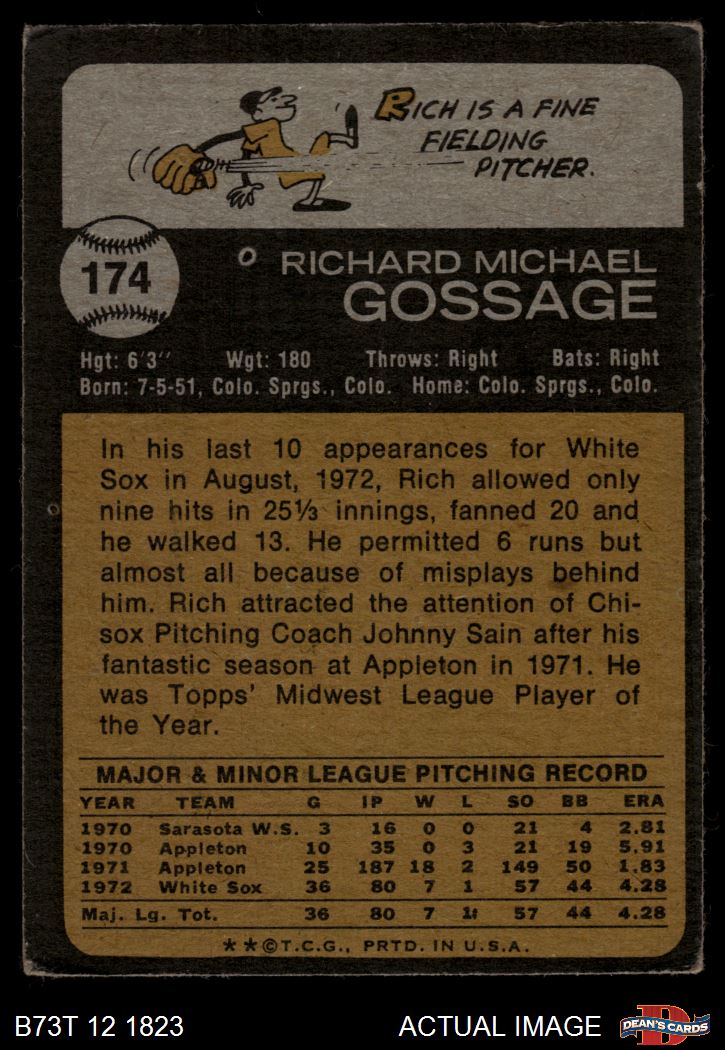 RICH IS A FINE
FIELDING
PITCHER.
174
RICHARD MICHAEL
GOSSAGE
Hgt: 6'3" Wgt: 180 Throws: Right Bats: Right
Born: 7-5-51, Colo. Sprgs., Colo. Home: Colo. Sprgs., Colo.
In his last 10 appearances for White
Sox in August, 1972, Rich allowed only
nine hits in 25⅓ innings, fanned 20 and
he walked 13. He permitted 6 runs but
almost all because of misplays behind
him. Rich attracted the attention of Chi-
sox Pitching Coach Johnny Sain after his
fantastic season at Appleton in 1971. He
was Topps' Midwest League Player of
the Year.
MAJOR & MINOR LEAGUE PITCHING RECORD
YEAR TEAM G IP W L SO BB ERA
1970 Sarasota W.S. 3 16 0 0 21 4 2.81
1970 Appleton 10 35 0 3 21 19 5.91
1971 Appleton 25 187 18 2 149 50 1.83
1972 White Sox 36 80 7 1 57 44 4.28
Maj. Lg. Tot. 36 80 7 1 57 44 4.28
**©T.C.G., PRTD. IN U.S.A.
B73T 12 1823 ACTUAL IMAGE D DEAN'S CARDS